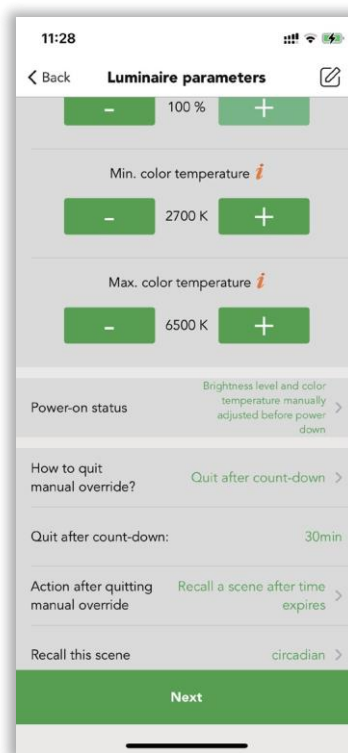 11:28
Back Luminaire parameters
- 100 % +
Min. color temperature i
- 2700 K +
Max. color temperature i
- 6500 K +
Brightness level and color
temperature manually
Power-on status
adjusted before power
down
How to quit
manual override?
Quit after count-down
Quit after count-down: 30min
Action after quitting
manual override
Recall a scene after time
expires
Recall this scene circadian
Next